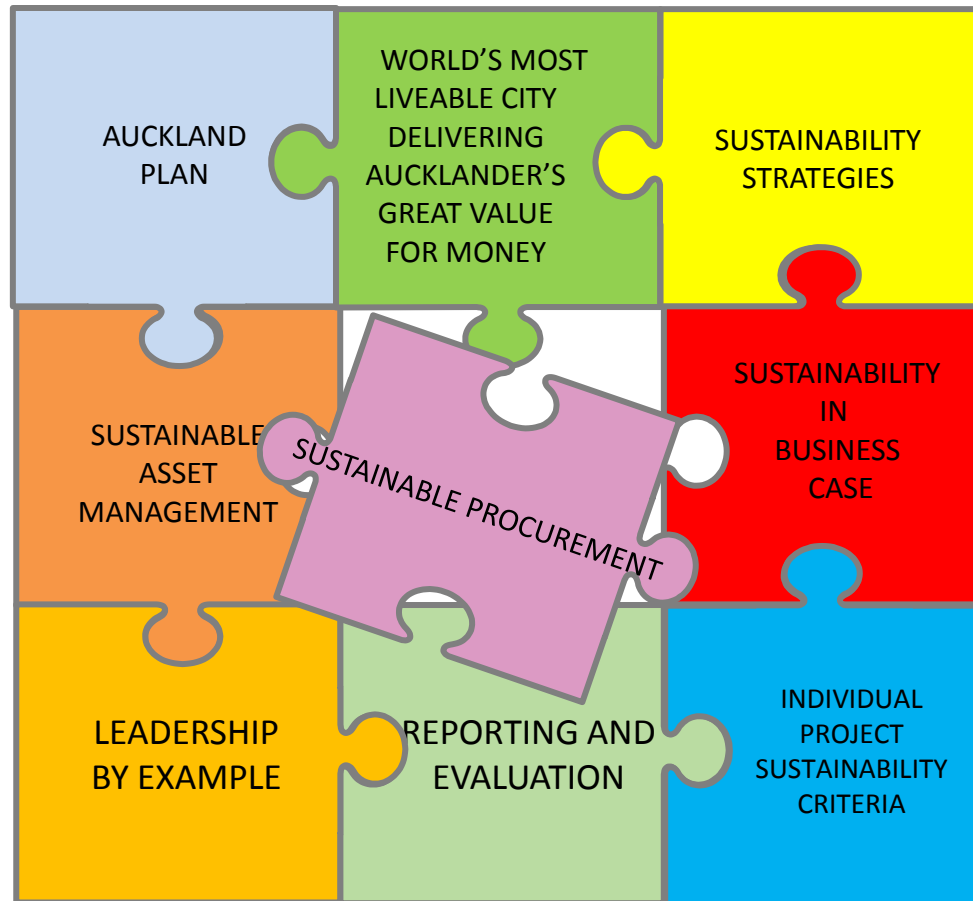 AUCKLAND
PLAN
WORLD'S MOST
LIVEABLE CITY
DELIVERING
AUCKLANDER'S
GREAT VALUE
FOR MONEY
SUSTAINABILITY
STRATEGIES
SUSTAINABLE
ASSET
MANAGEMENT
SUSTAINABLE PROCUREMENT
SUSTAINABILITY
IN
BUSINESS
CASE
LEADERSHIP
BY EXAMPLE
REPORTING AND
EVALUATION
INDIVIDUAL
PROJECT
SUSTAINABILITY
CRITERIA